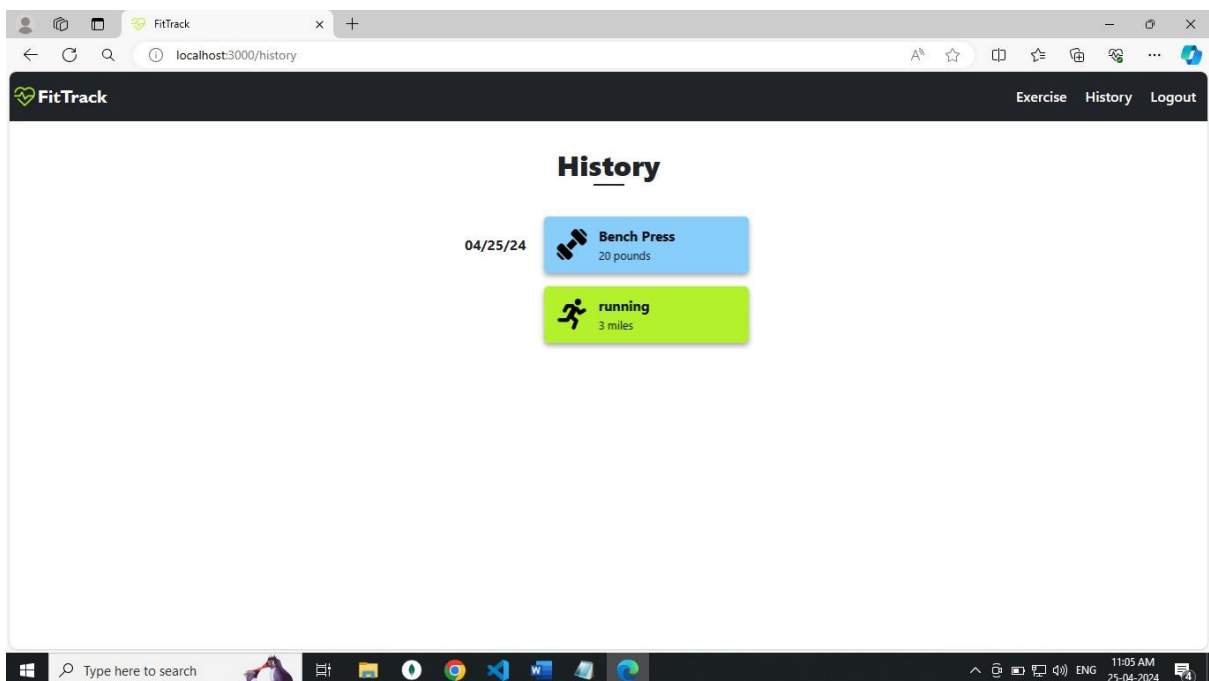 FitTrack
localhost:3000/history
FitTrack
Exercise History Logout
History
04/25/24
Bench Press
20 pounds
running
3 miles
Type here to search
ENG
11:05 AM
25-04-2024
4